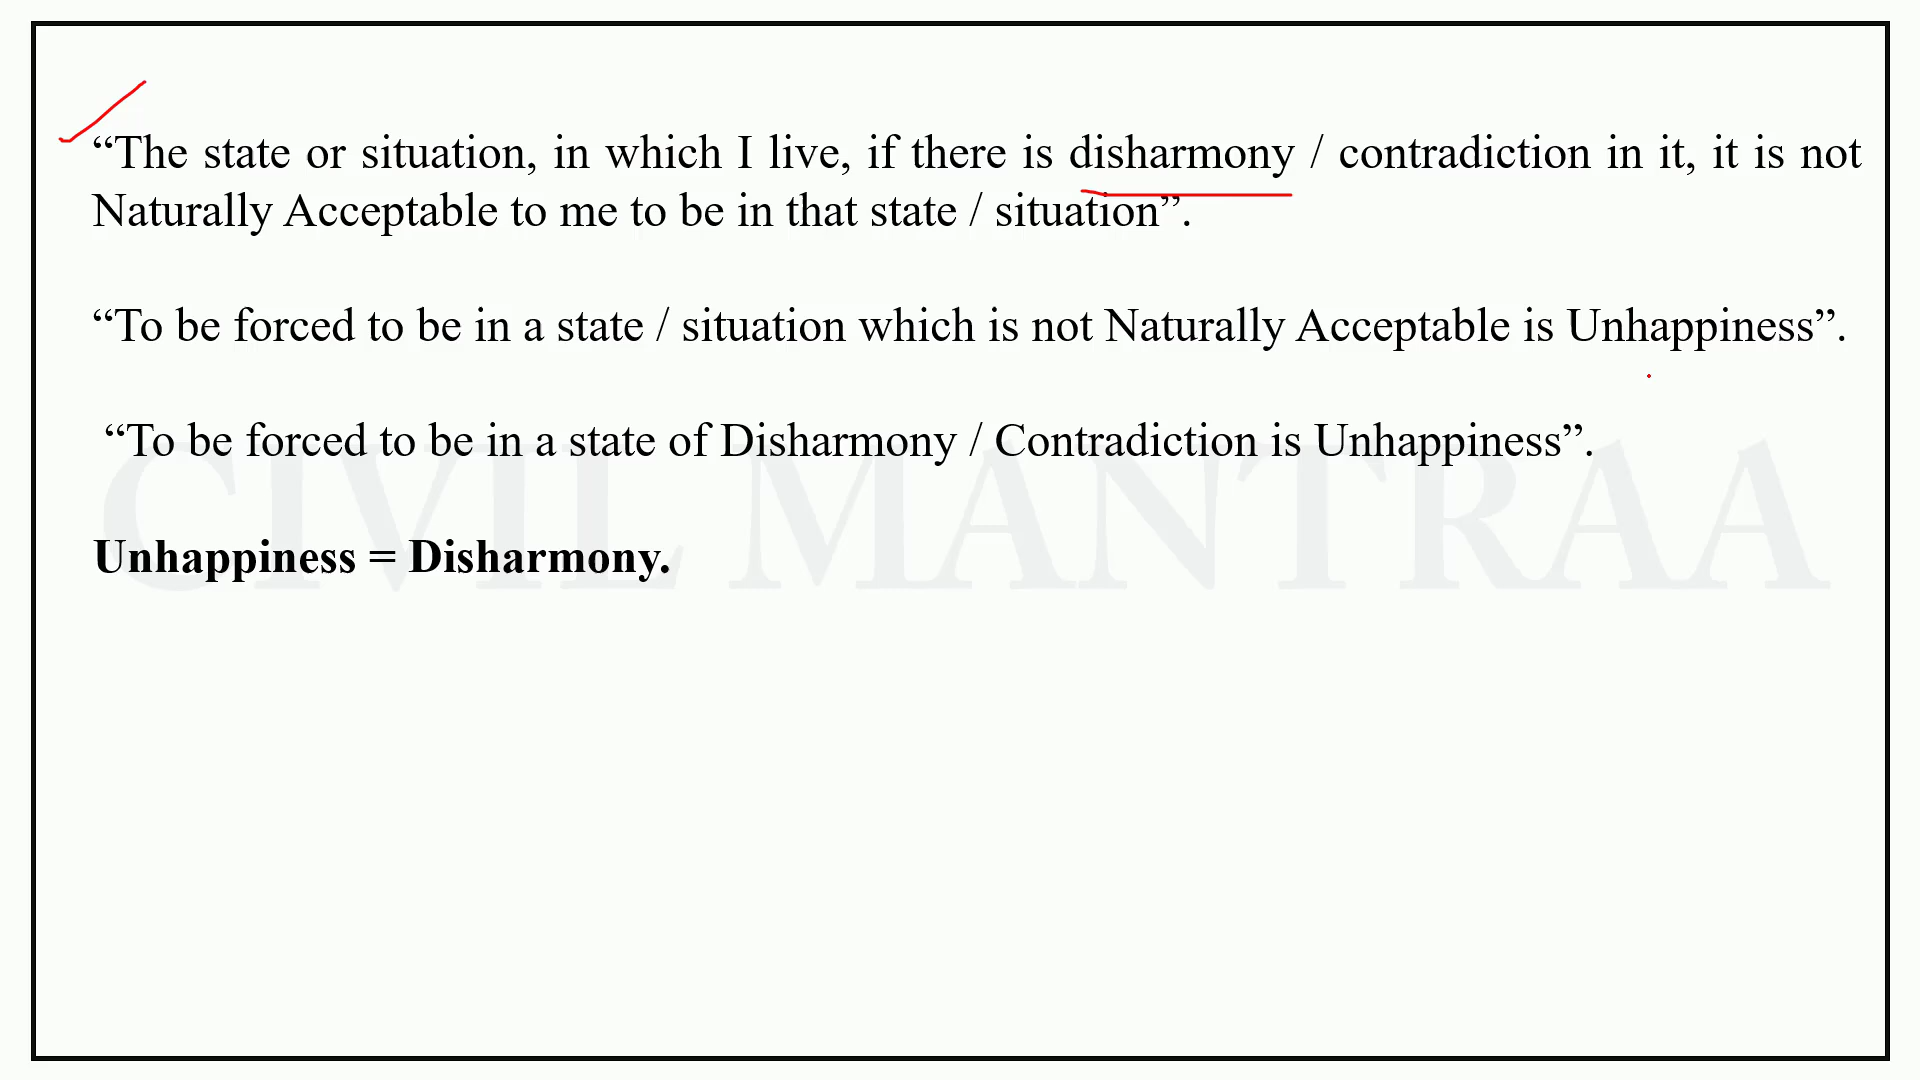 “The state or situation, in which I live, if there is disharmony / contradiction in it, it is not
Naturally Acceptable to me to be in that state / situation”.
“To be forced to be in a state / situation which is not Naturally Acceptable is Unhappiness”.
“To be forced to be in a state of Disharmony / Contradiction is Unhappiness”.
CIVIL MANTRAA
Unhappiness = Disharmony.